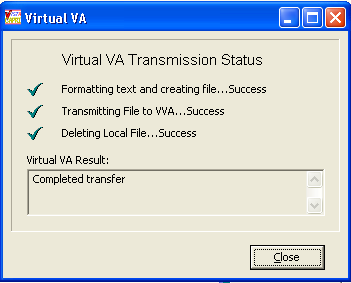 Virtual VA
Virtual VA Transmission Status
Formatting text and creating file...Success
Transmitting File to VVA...Success
Deleting Local File...Success
Virtual VA Result:
Completed transfer
Close